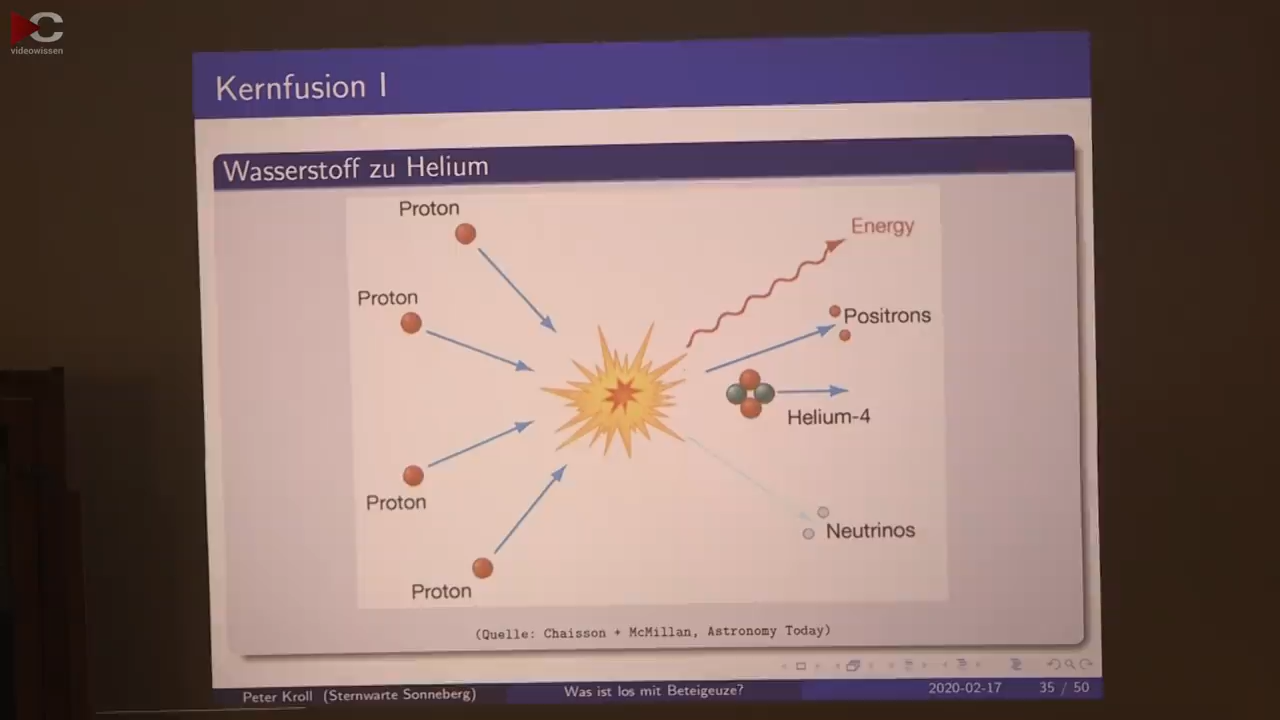 videowissen
Kernfusion I
Wasserstoff zu Helium
Proton
Energy
Proton
Positrons
Helium-4
Proton
Neutrinos
Proton
(Quelle: Chaisson + McMillan, Astronomy Today)
Peter Kroll (Sternwarte Sonneberg) Was ist los mit Beteigeuze? 2020-02-17 35 / 50